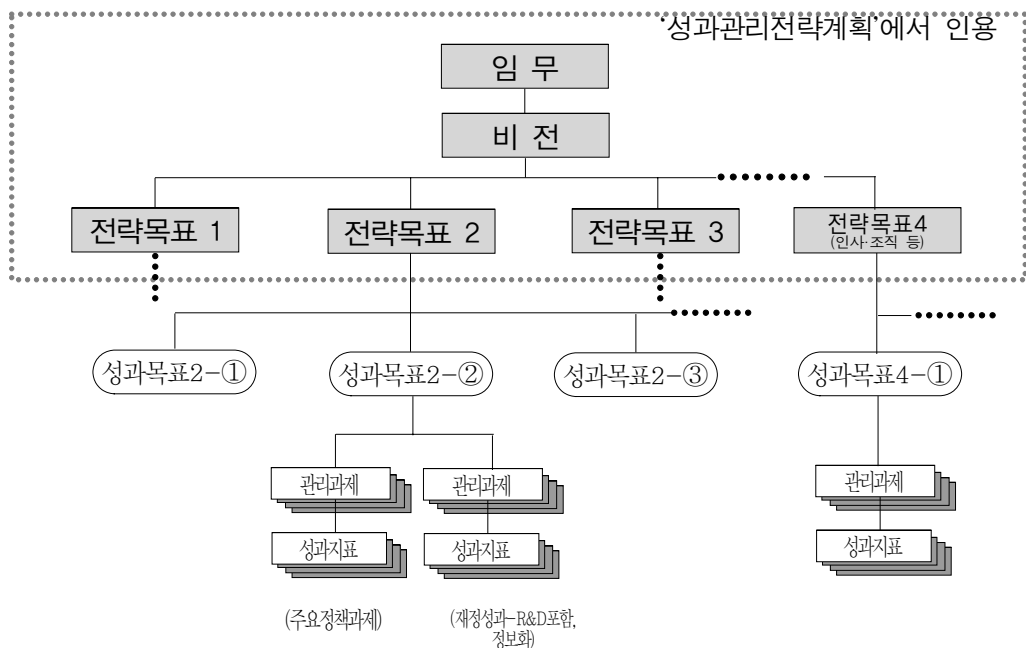 '성과관리전략계획'에서 인용
임 무
비 전
전략목표 1
전략목표 2
전략목표 3
전략목표4
(인사·조직 등)
성과목표2-①
성과목표2-②
성과목표2-③
성과목표4-①
관리과제
관리과제
관리과제
성과지표
성과지표
성과지표
(주요정책과제)
(재정성과-R&D포함,
정보화)